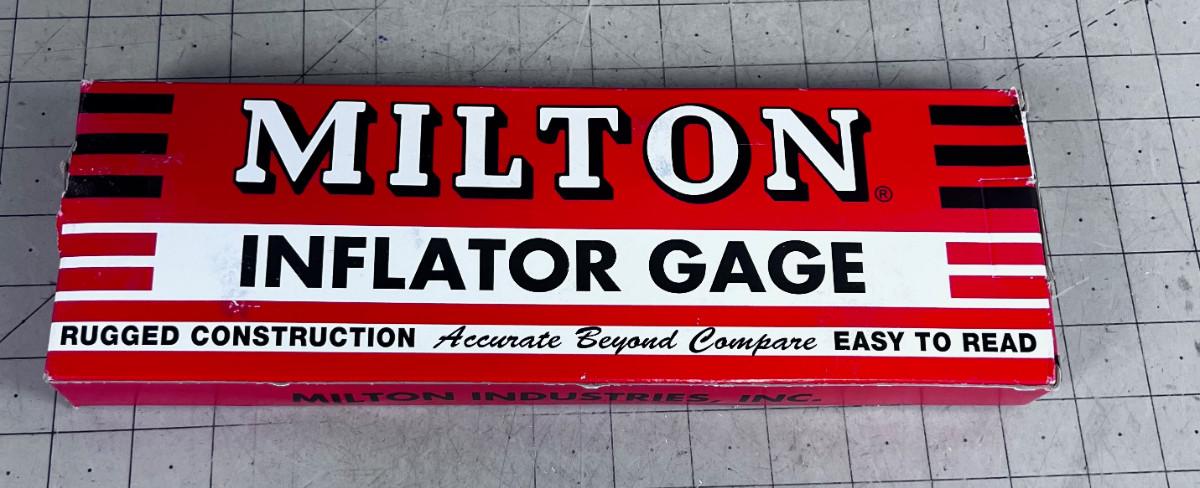 MILTON®
INFLATOR GAGE
RUGGED CONSTRUCTION Accurate Beyond Compare EASY TO READ
MILTON INDUSTRIES, INC.